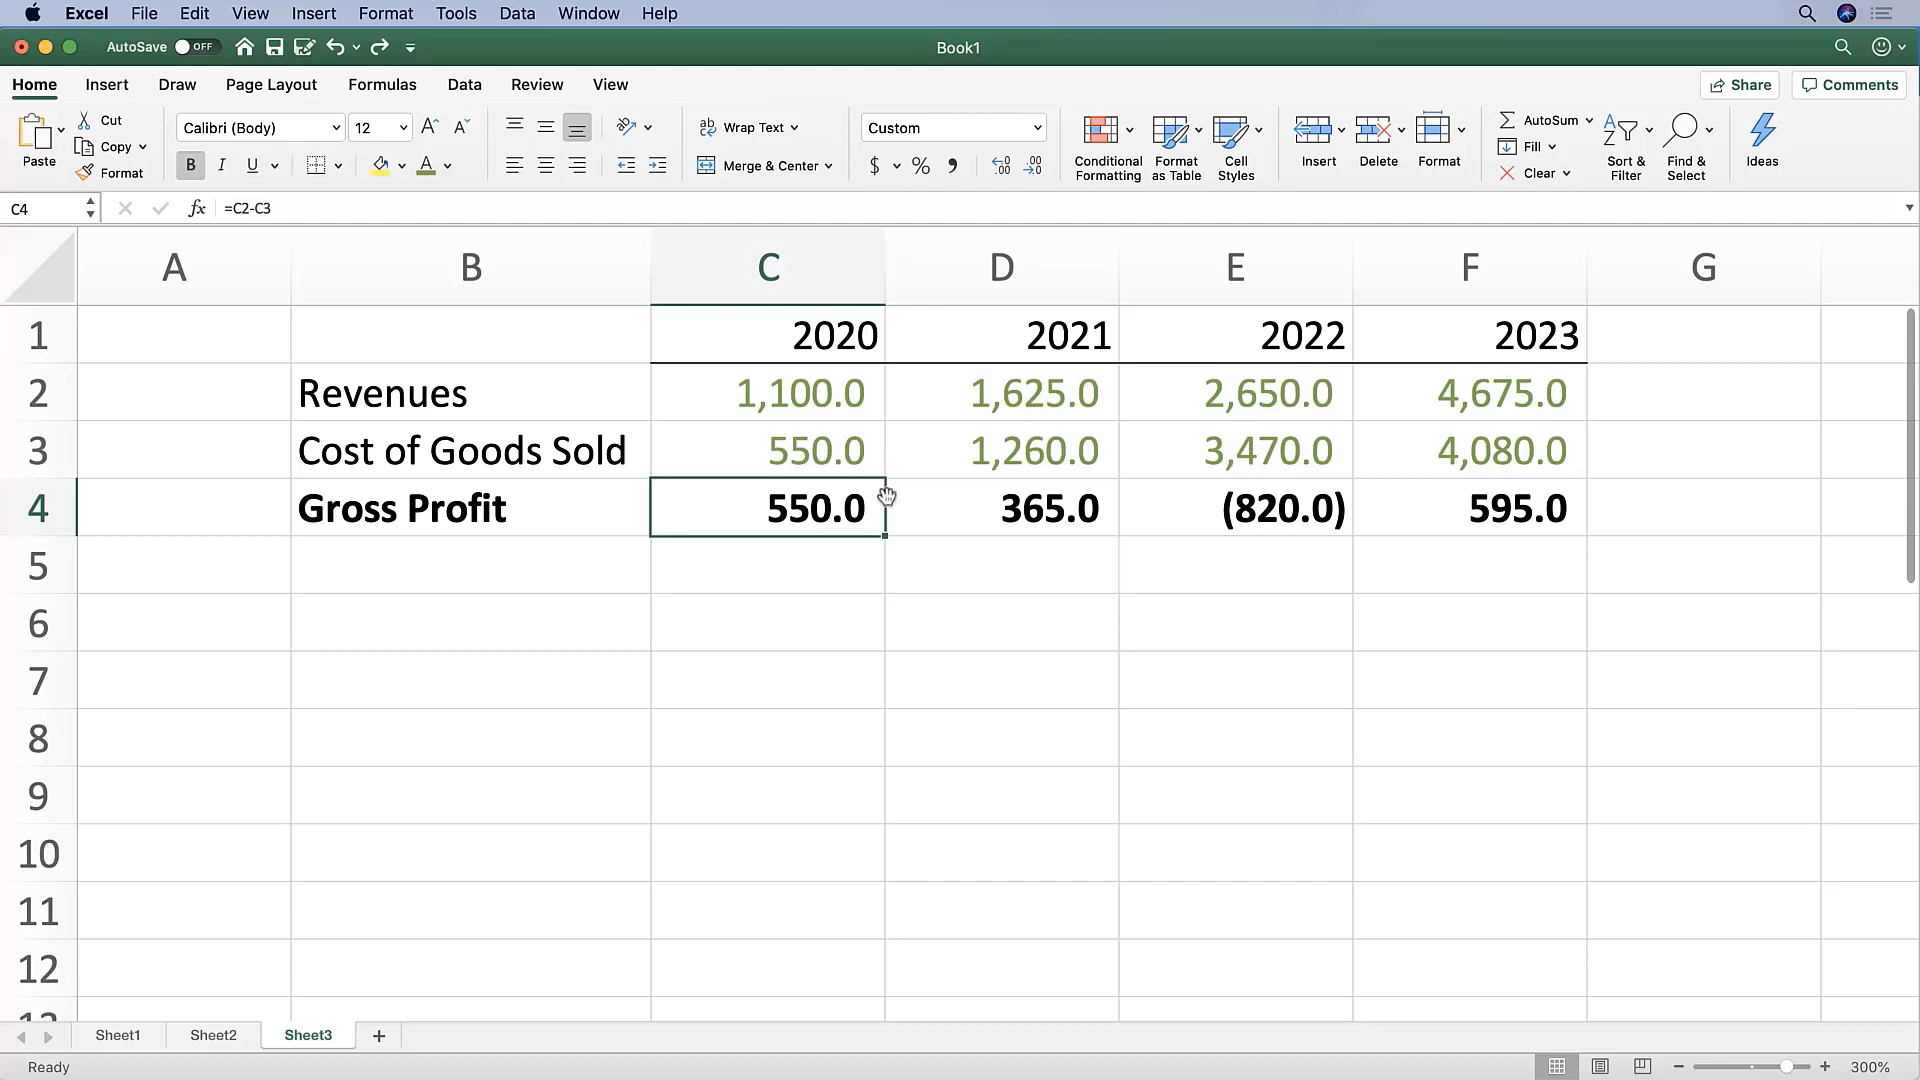 Excel File Edit View Insert Format Tools Data Window Help
AutoSave OFF Book1
Home Insert Draw Page Layout Formulas Data Review View Share Comments
Paste Cut Copy Format
Calibri (Body) 12
B I U A
Wrap Text
Merge & Center
Custom
$ %
Conditional Formatting
Format as Table
Cell Styles
Insert Delete Format
AutoSum
Fill
Clear
Sort & Filter
Find & Select
Ideas
C4 fx =C2-C3
A B C D E F G
1 2020 2021 2022 2023
2 Revenues 1,100.0 1,625.0 2,650.0 4,675.0
3 Cost of Goods Sold 550.0 1,260.0 3,470.0 4,080.0
4 Gross Profit 550.0 365.0 (820.0) 595.0
5
6
7
8
9
10
11
12
Sheet1 Sheet2 Sheet3 +
Ready 300%